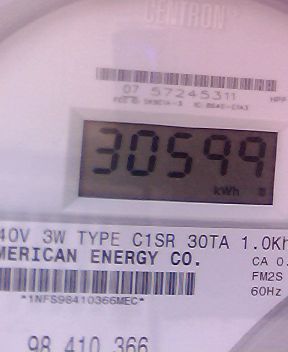 CENTRON
07 57245311
30599
kWh
40V 3W TYPE C1SR 30TA 1.0Kh
MERICAN ENERGY CO.
CA 0.
FM2S
60Hz
*1NFS98410366MEC*
98 410 366